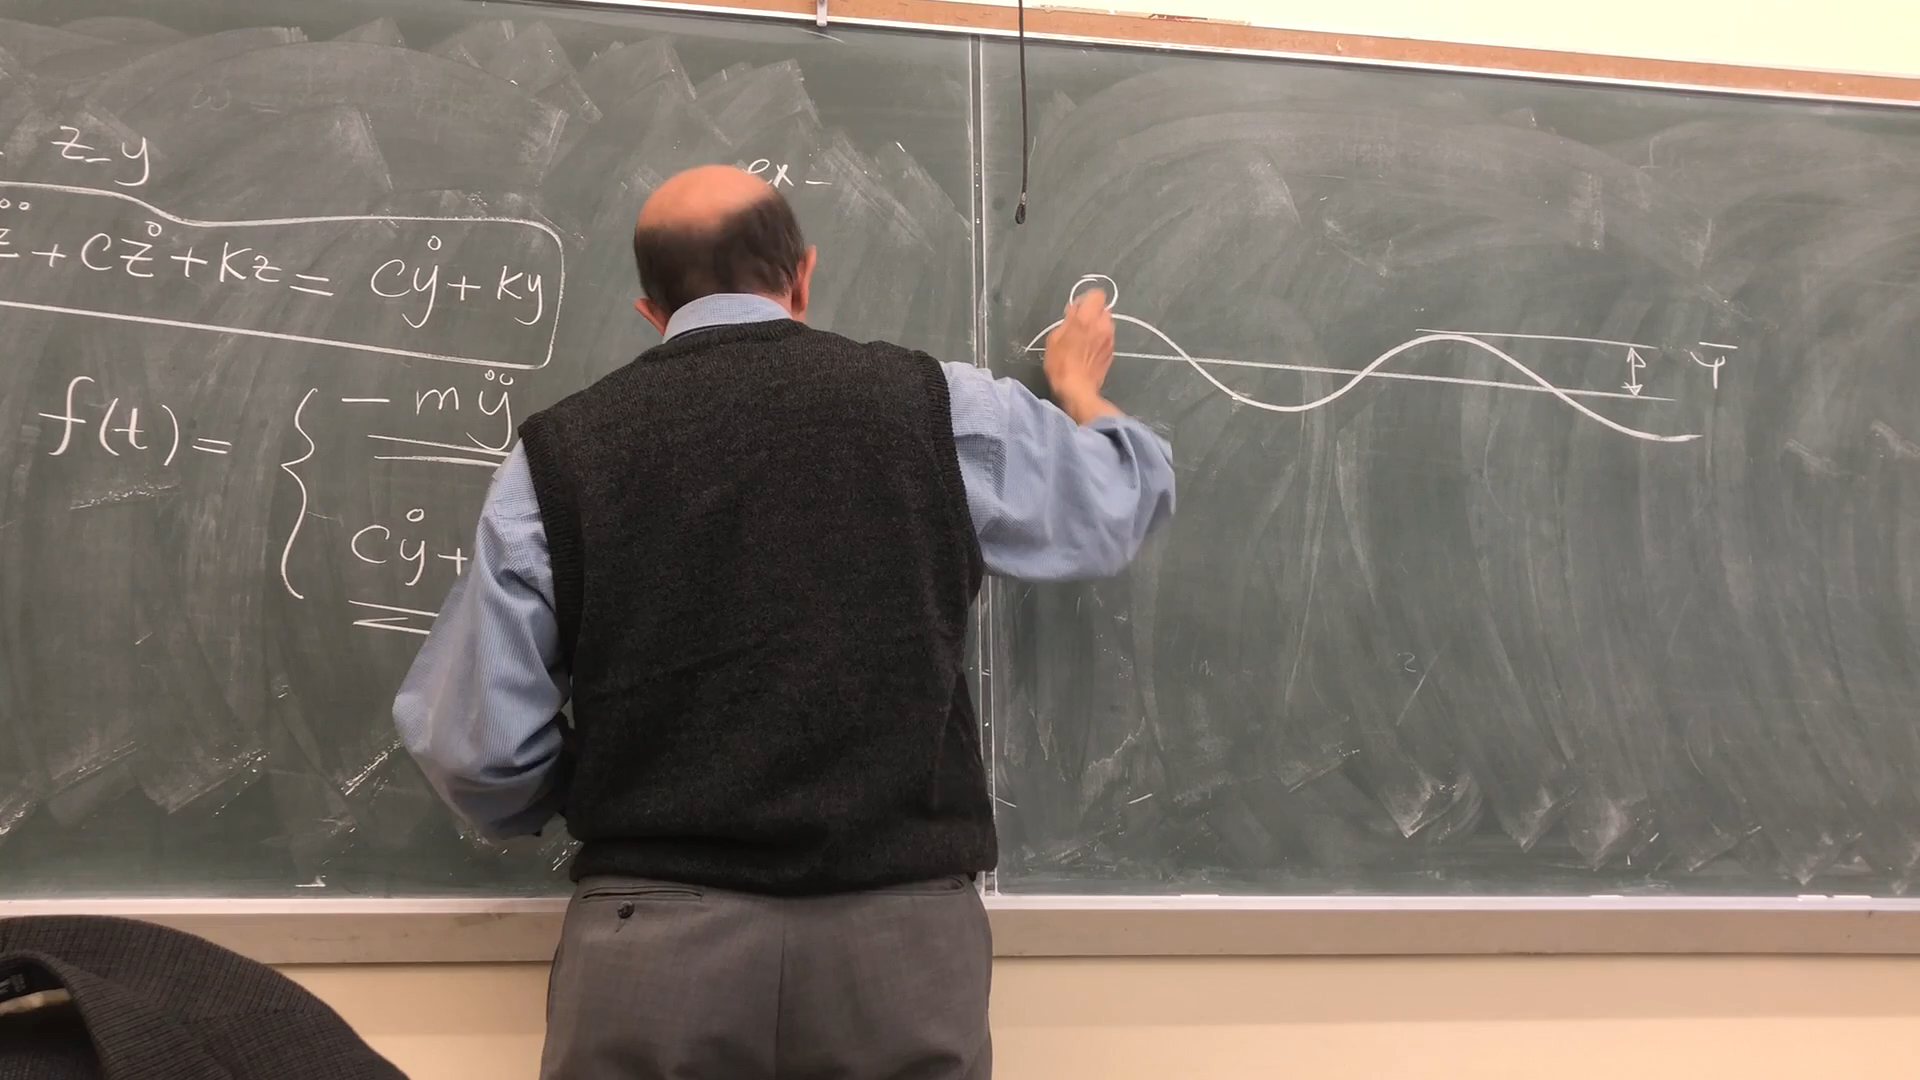 z - y
z̈ + cż + kz = cẏ + ky
f(t) = { - mÿ
cẏ +
ex -
Y